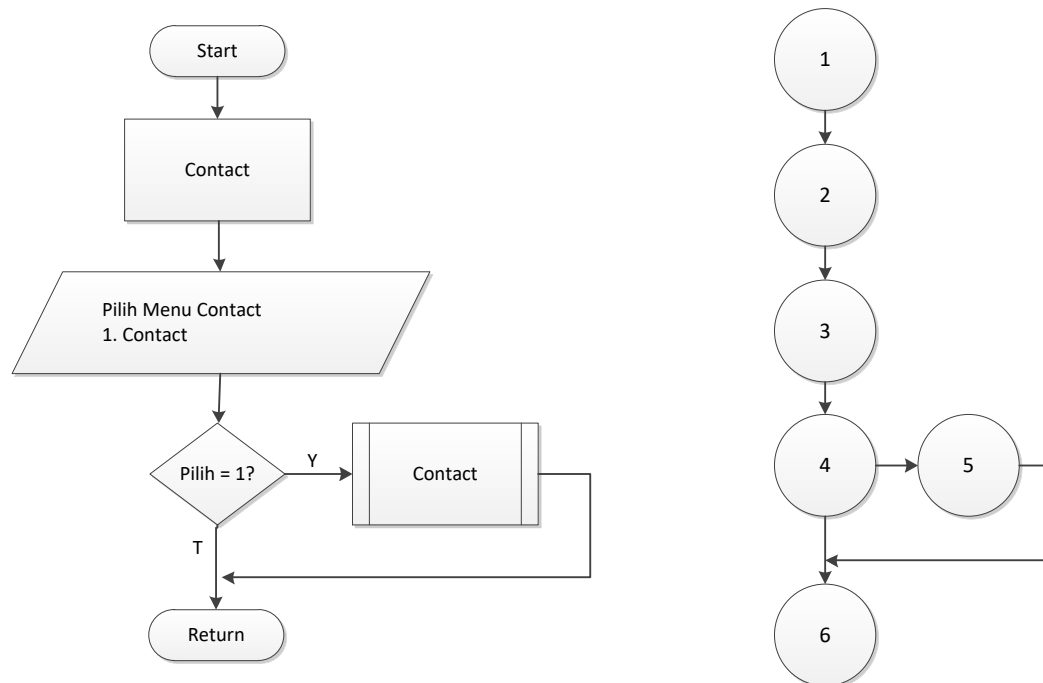 Start
Contact
Pilih Menu Contact
1. Contact
Pilih = 1?
Y
Contact
T
Return
1
2
3
4
5
6